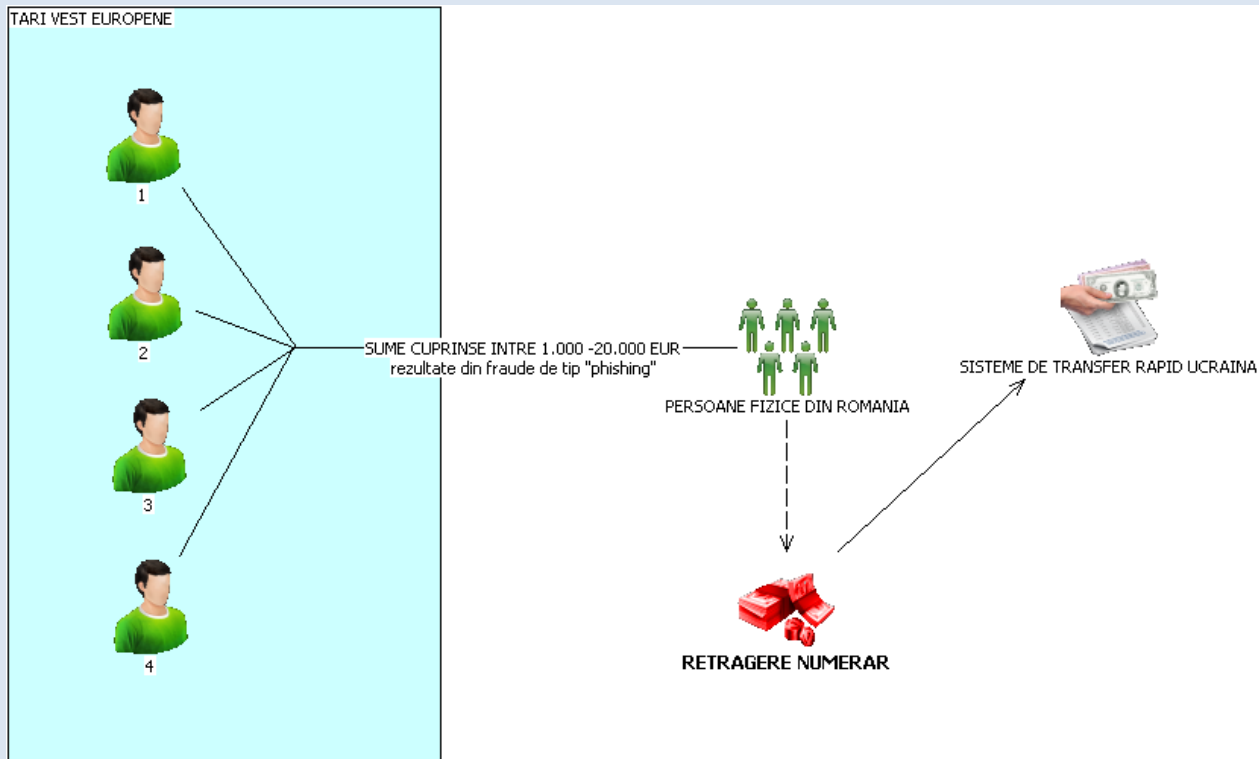 TARI VEST EUROPENE
1
2
3
4
SUME CUPRINSE INTRE 1.000 -20.000 EUR
rezultate din fraude de tip "phishing"
PERSOANE FIZICE DIN ROMANIA
SISTEME DE TRANSFER RAPID UCRAINA
RETRAGERE NUMERAR